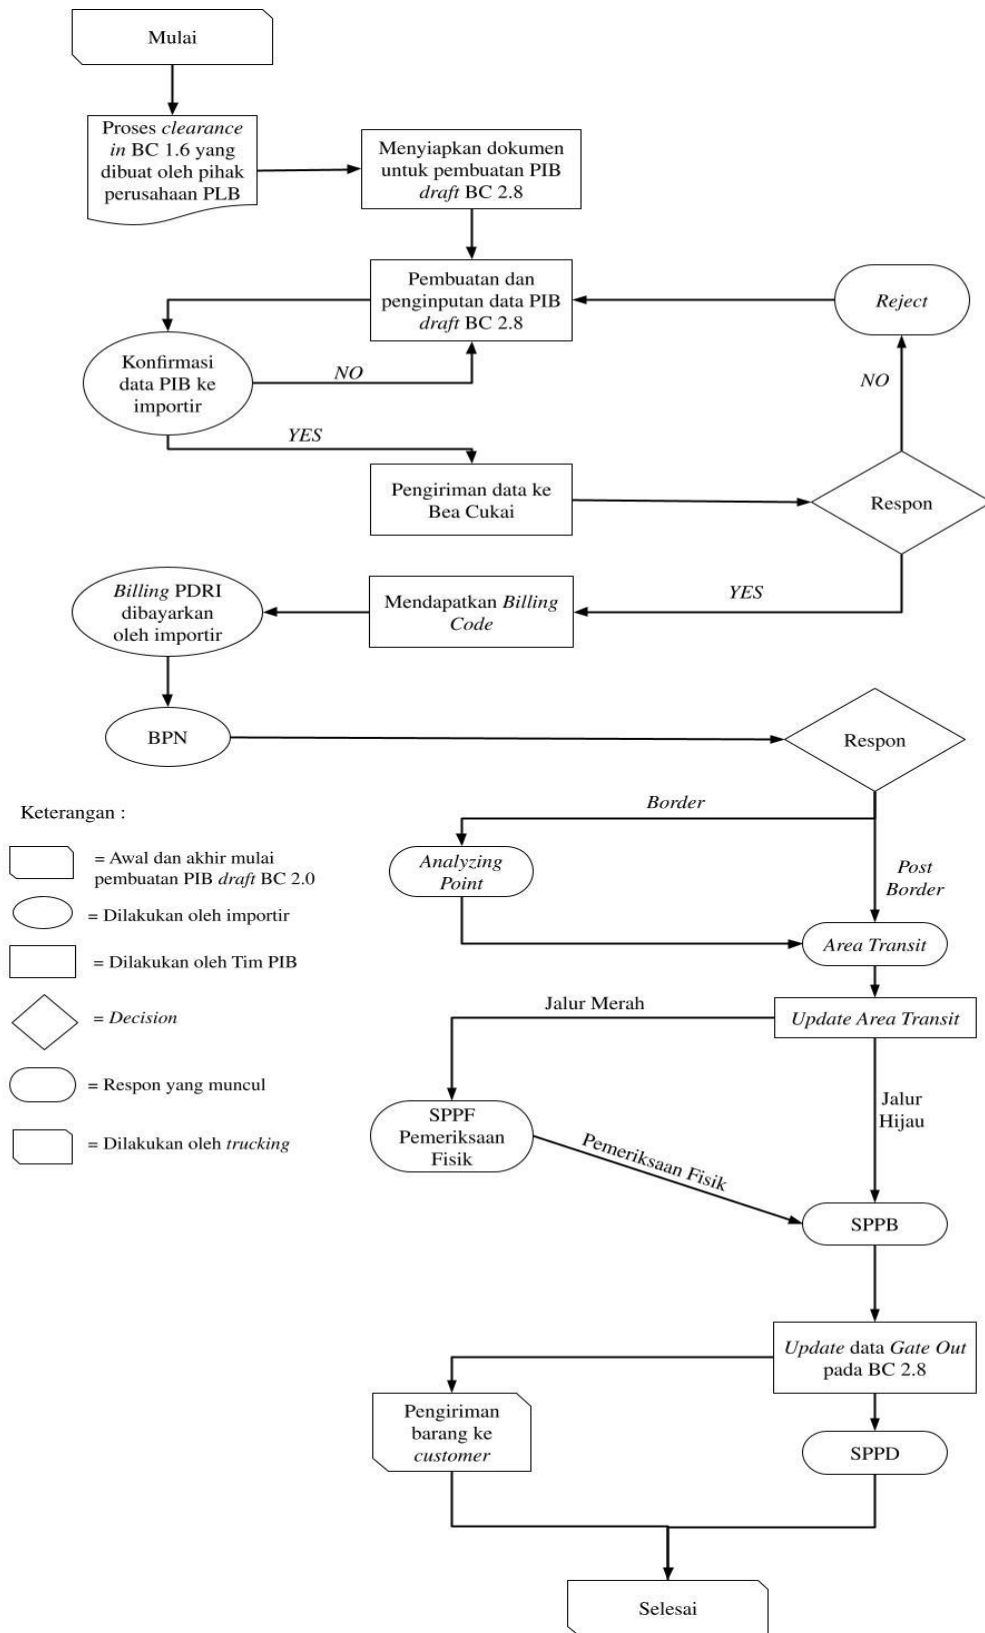 Mulai
Proses clearance
in BC 1.6 yang
dibuat oleh pihak
perusahaan PLB
Menyiapkan dokumen
untuk pembuatan PIB
draft BC 2.8
Pembuatan dan
penginputan data PIB
draft BC 2.8
Reject
Konfirmasi
data PIB ke
importir
NO
NO
YES
Pengiriman data ke
Bea Cukai
Respon
Billing PDRI
dibayarkan
oleh importir
Mendapatkan Billing
Code
YES
BPN
Respon
Keterangan :
= Awal dan akhir mulai
pembuatan PIB draft BC 2.0
= Dilakukan oleh importir
= Dilakukan oleh Tim PIB
= Decision
= Respon yang muncul
= Dilakukan oleh trucking
Border
Analyzing
Point
Post
Border
Area Transit
Jalur Merah
Update Area Transit
SPPF
Pemeriksaan
Fisik
Pemeriksaan Fisik
Jalur
Hijau
SPPB
Update data Gate Out
pada BC 2.8
Pengiriman
barang ke
customer
SPPD
Selesai